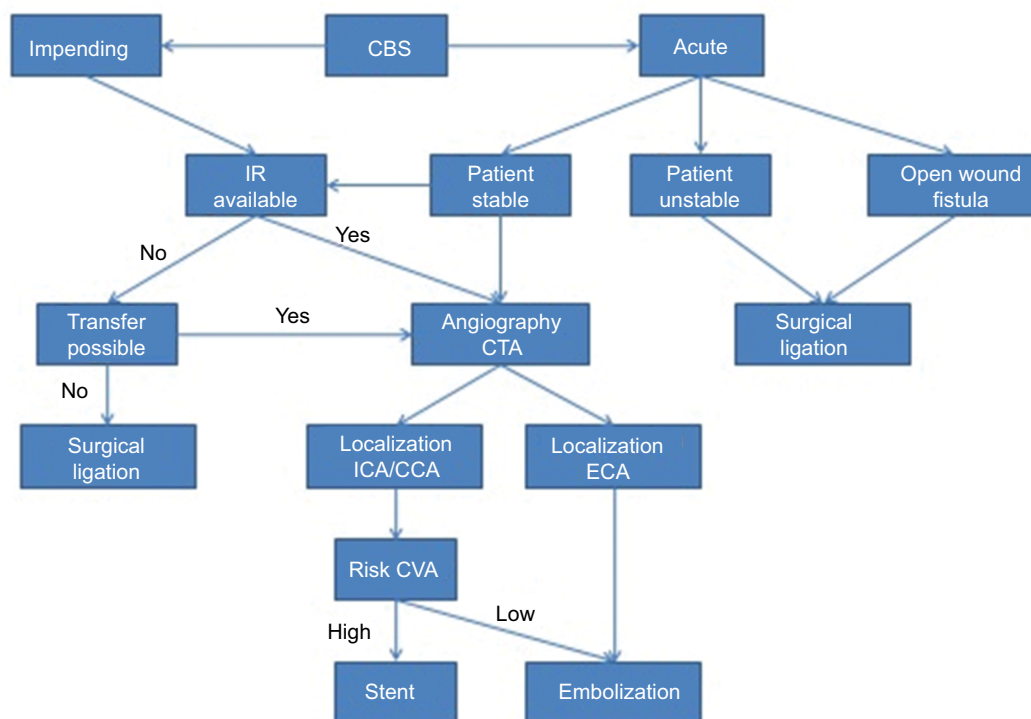 Impending
CBS
Acute
IR
available
Patient
stable
Patient
unstable
Open wound
fistula
No
Yes
Transfer
possible
Yes
Angiography
CTA
Surgical
ligation
No
Surgical
ligation
Localization
ICA/CCA
Localization
ECA
Risk CVA
High
Low
Stent
Embolization